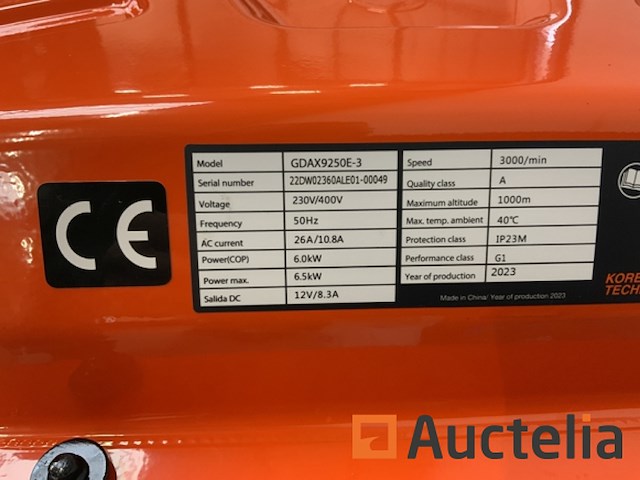 CE
Model GDAX9250E-3
Serial number 22DW02360ALE01-00049
Voltage 230V/400V
Frequency 50Hz
AC current 26A/10.8A
Power(COP) 6.0kW
Power max. 6.5kW
Salida DC 12V/8.3A
Speed 3000/min
Quality class A
Maximum altitude 1000m
Max. temp. ambient 40℃
Protection class IP23M
Performance class G1
Year of production 2023
Made in China/ Year of production 2023
KORE
TECH
Auctelia